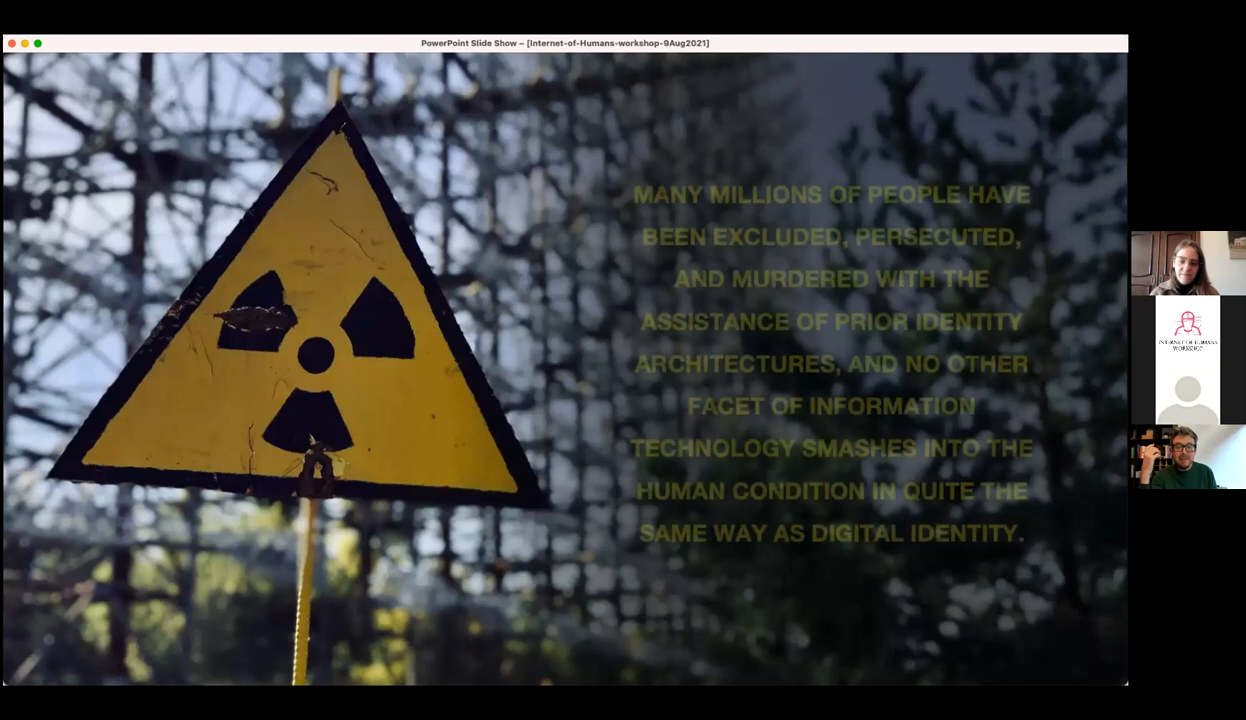 PowerPoint Slide Show – [Internet-of-Humans-workshop-9Aug2021]
MANY MILLIONS OF PEOPLE HAVE
BEEN EXCLUDED, PERSECUTED,
AND MURDERED WITH THE
ASSISTANCE OF PRIOR IDENTITY
ARCHITECTURES, AND NO OTHER
FACET OF INFORMATION
TECHNOLOGY SMASHES INTO THE
HUMAN CONDITION IN QUITE THE
SAME WAY AS DIGITAL IDENTITY.
INTERNET OF HUMANS
WORKSHOP